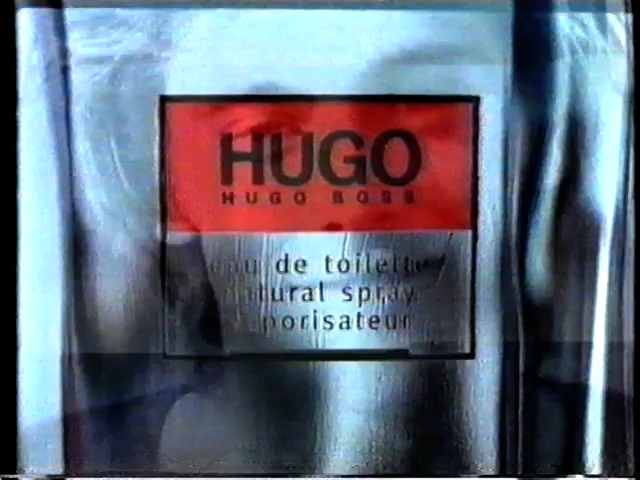 HUGO
HUGO BOSS
eau de toilette
natural spray
vaporisateur